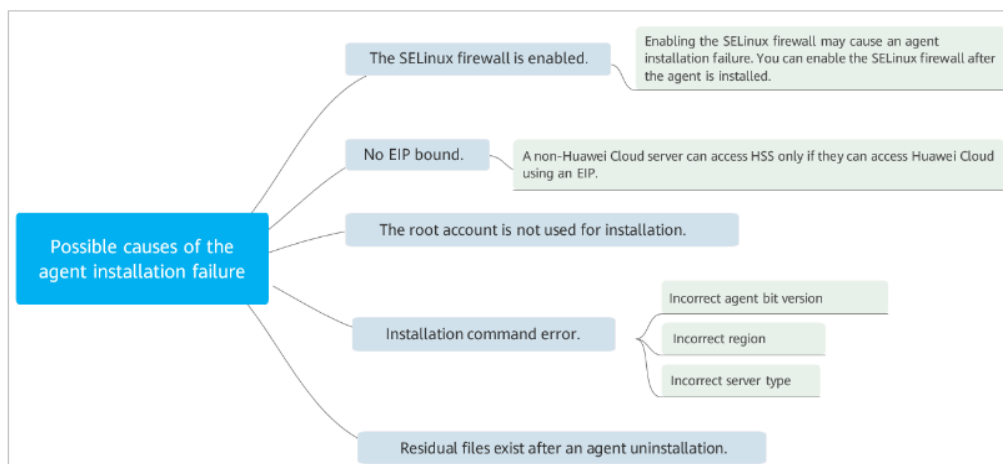 The SELinux firewall is enabled.
Enabling the SELinux firewall may cause an agent
installation failure. You can enable the SELinux firewall after
the agent is installed.
No EIP bound.
A non-Huawei Cloud server can access HSS only if they can access Huawei Cloud
using an EIP.
Possible causes of the
agent installation failure
The root account is not used for installation.
Installation command error.
Incorrect agent bit version
Incorrect region
Incorrect server type
Residual files exist after an agent uninstallation.